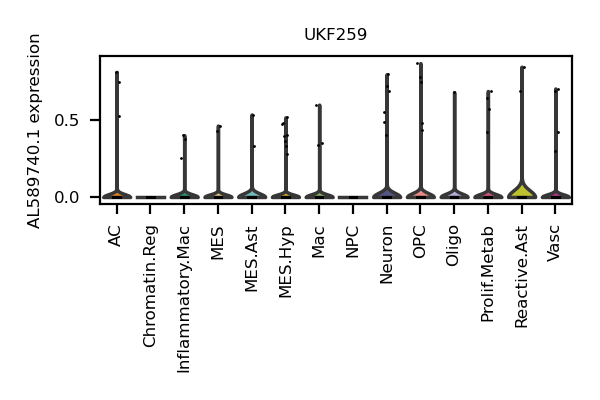 UKF259
AL589740.1 expression
0.5
0.0
AC
Chromatin.Reg
Inflammatory.Mac
MES
MES.Ast
MES.Hyp
Mac
NPC
Neuron
OPC
Oligo
Prolif.Metab
Reactive.Ast
Vasc